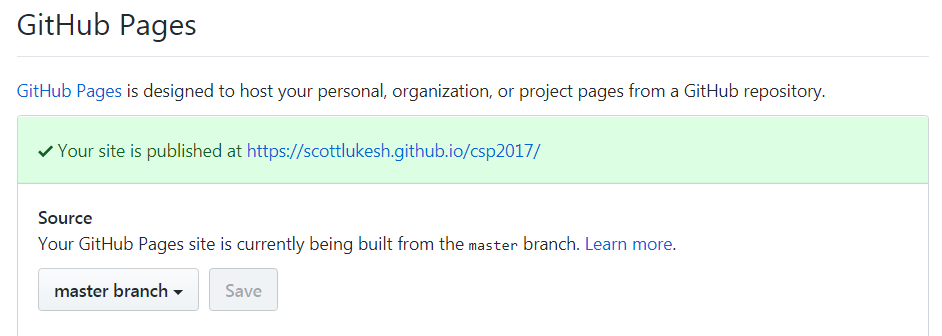 GitHub Pages
GitHub Pages is designed to host your personal, organization, or project pages from a GitHub repository.
Your site is published at https://scottlukesh.github.io/csp2017/
Source
Your GitHub Pages site is currently being built from the master branch. Learn more.
master branch Save